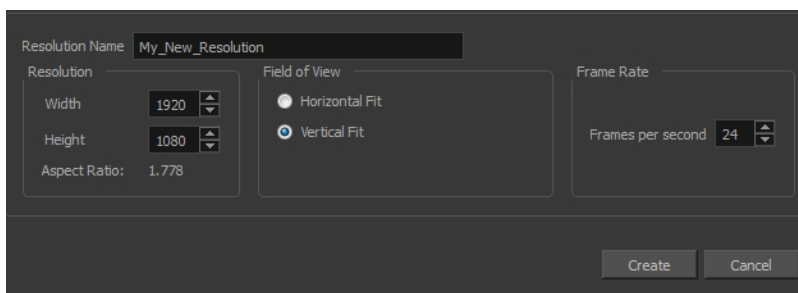 Resolution Name My_New_Resolution
Resolution Field of View Frame Rate
Width 1920 Horizontal Fit
Height 1080 Vertical Fit Frames per second 24
Aspect Ratio: 1.778
Create Cancel